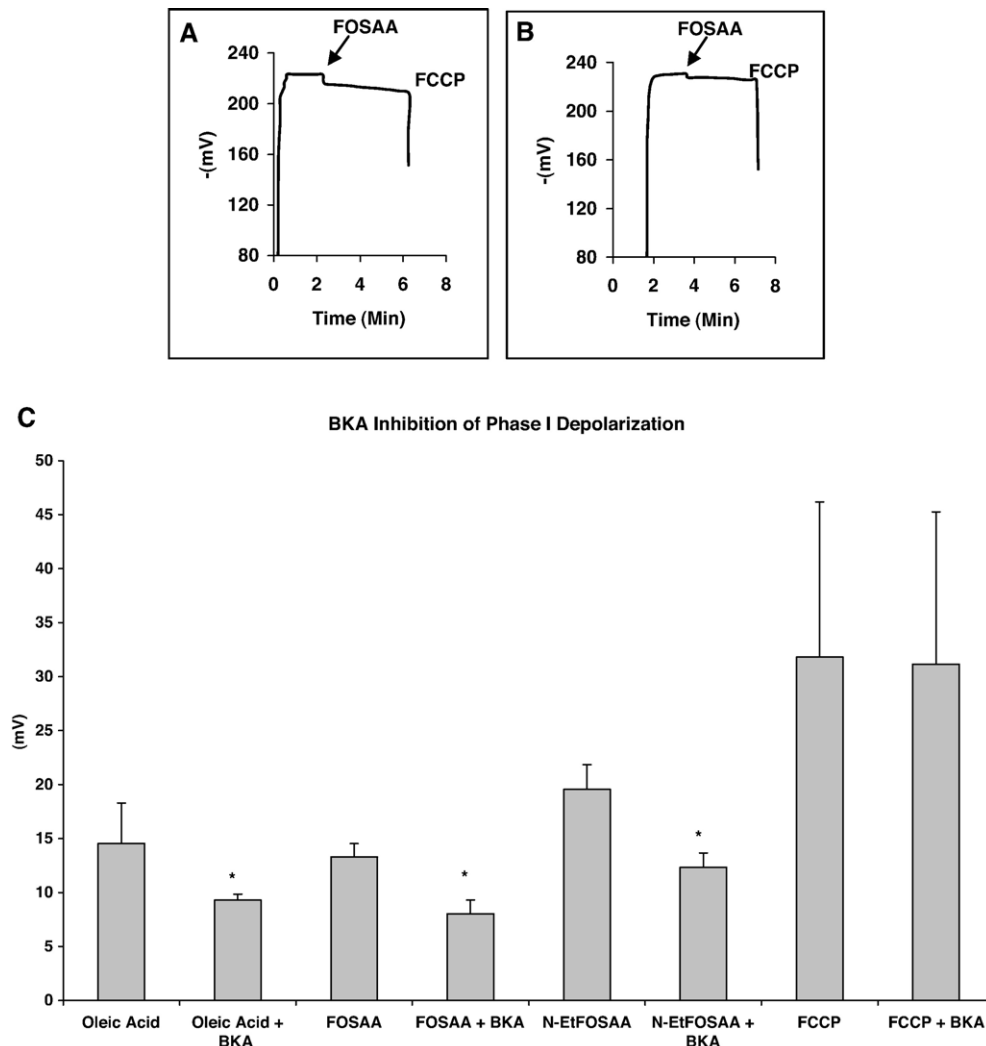 A
FOSAA
FCCP
240
200
160
120
80
-(mV)
0 2 4 6 8
Time (Min)
B
FOSAA
FCCP
240
200
160
120
80
-(mV)
0 2 4 6 8
Time (Min)
C
BKA Inhibition of Phase I Depolarization
50
45
40
35
30
25
20
15
10
5
0
(mV)
* * *
Oleic Acid
Oleic Acid +
BKA
FOSAA
FOSAA + BKA
N-EtFOSAA
N-EtFOSAA +
BKA
FCCP
FCCP + BKA